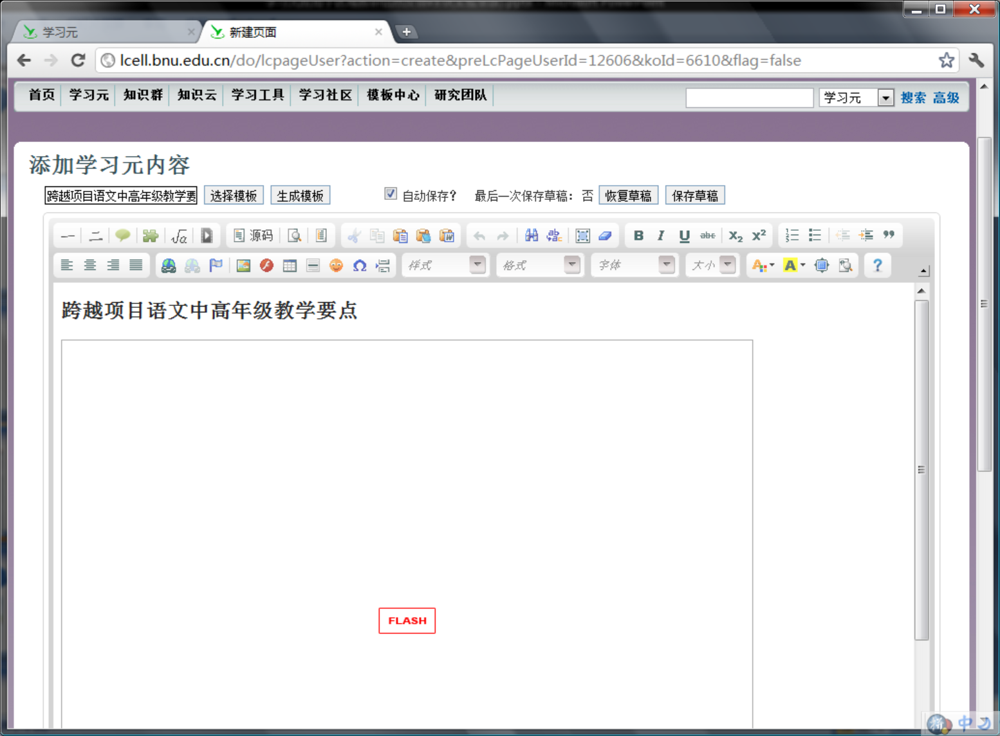 学习元
新建页面
lcell.bnu.edu.cn/do/lcpageUser?action=create&preLcPageUserId=12606&koId=6610&flag=false
首页 学习元 知识群 知识云 学习工具 学习社区 模板中心 研究团队 学习元 搜索 高级
添加学习元内容
跨越项目语文中高年级教学要 选择模板 生成模板 自动保存? 最后一次保存草稿: 否 恢复草稿 保存草稿
一 二 √α 源码 B I U abc X₂ X²
样式 格式 字体 大小 A A ?
跨越项目语文中高年级教学要点
FLASH
中